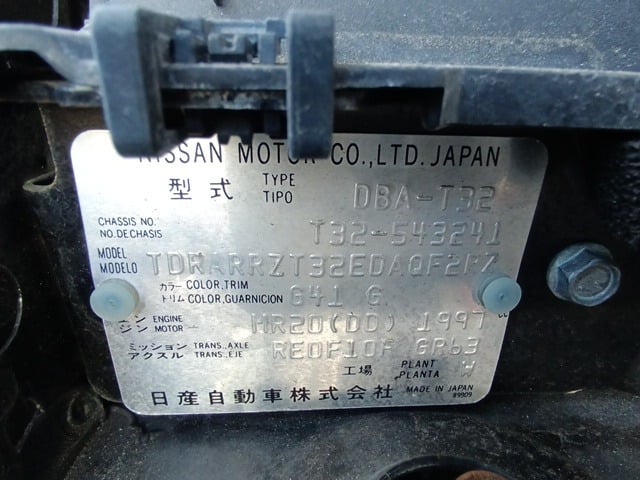 NISSAN MOTOR CO.,LTD. JAPAN
型式 TYPE TIPO DBA-T32
CHASSIS NO. NO.DE CHASIS T32-543241
MODEL MODELO
カラー COLOR,TRIM トリム COLOR,GUARNICION G41 G
エンジン ENGINE MOTOR MR20(DD) 1997 cc
ミッション TRANS.,AXLE アクスル TRANS.,EJE RE0F10F GR63
工場 PLANT PLANTA W
日産自動車株式会社 MADE IN JAPAN